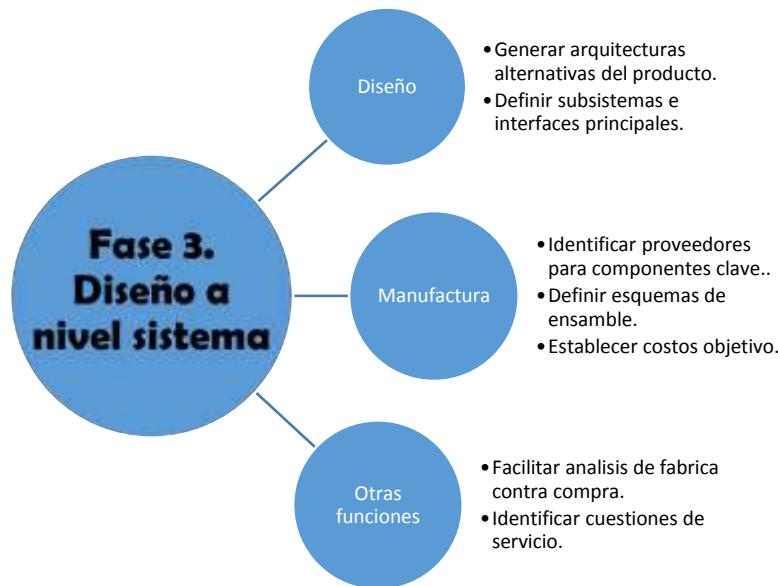 Fase 3.
Diseño a
nivel sistema
Diseño
•Generar arquitecturas
alternativas del producto.
•Definir subsistemas e
interfaces principales.
Manufactura
•Identificar proveedores
para componentes clave..
•Definir esquemas de
ensamble.
•Establecer costos objetivo.
Otras
funciones
•Facilitar analisis de fabrica
contra compra.
•Identificar cuestiones de
servicio.